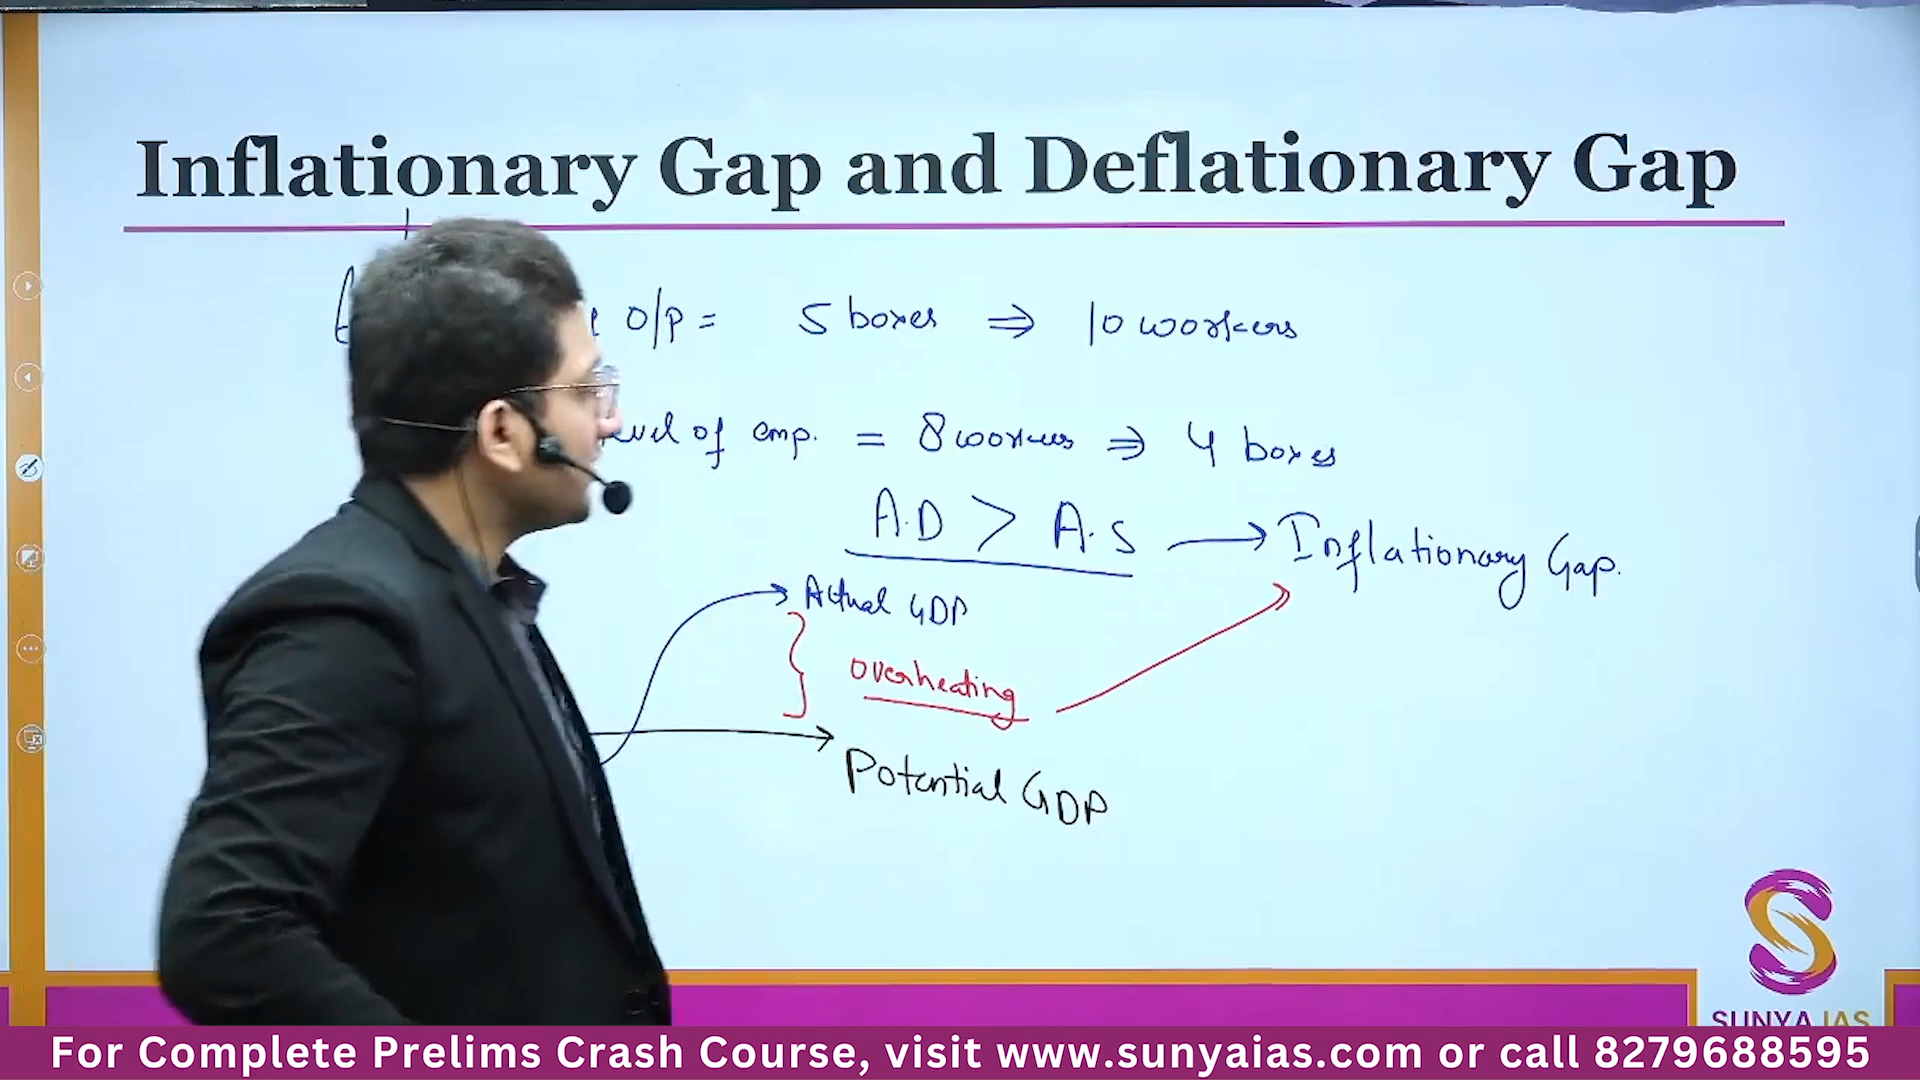 Inflationary Gap and Deflationary Gap
O/P = 5 boxes ⇒ 10 workers
of emp. = 8 workers ⇒ 4 boxes
A.D > A.S → Inflationary Gap.
Actual GDP
overheating
Potential GDP
SUNYA IAS
For Complete Prelims Crash Course, visit www.sunyaias.com or call 8279688595